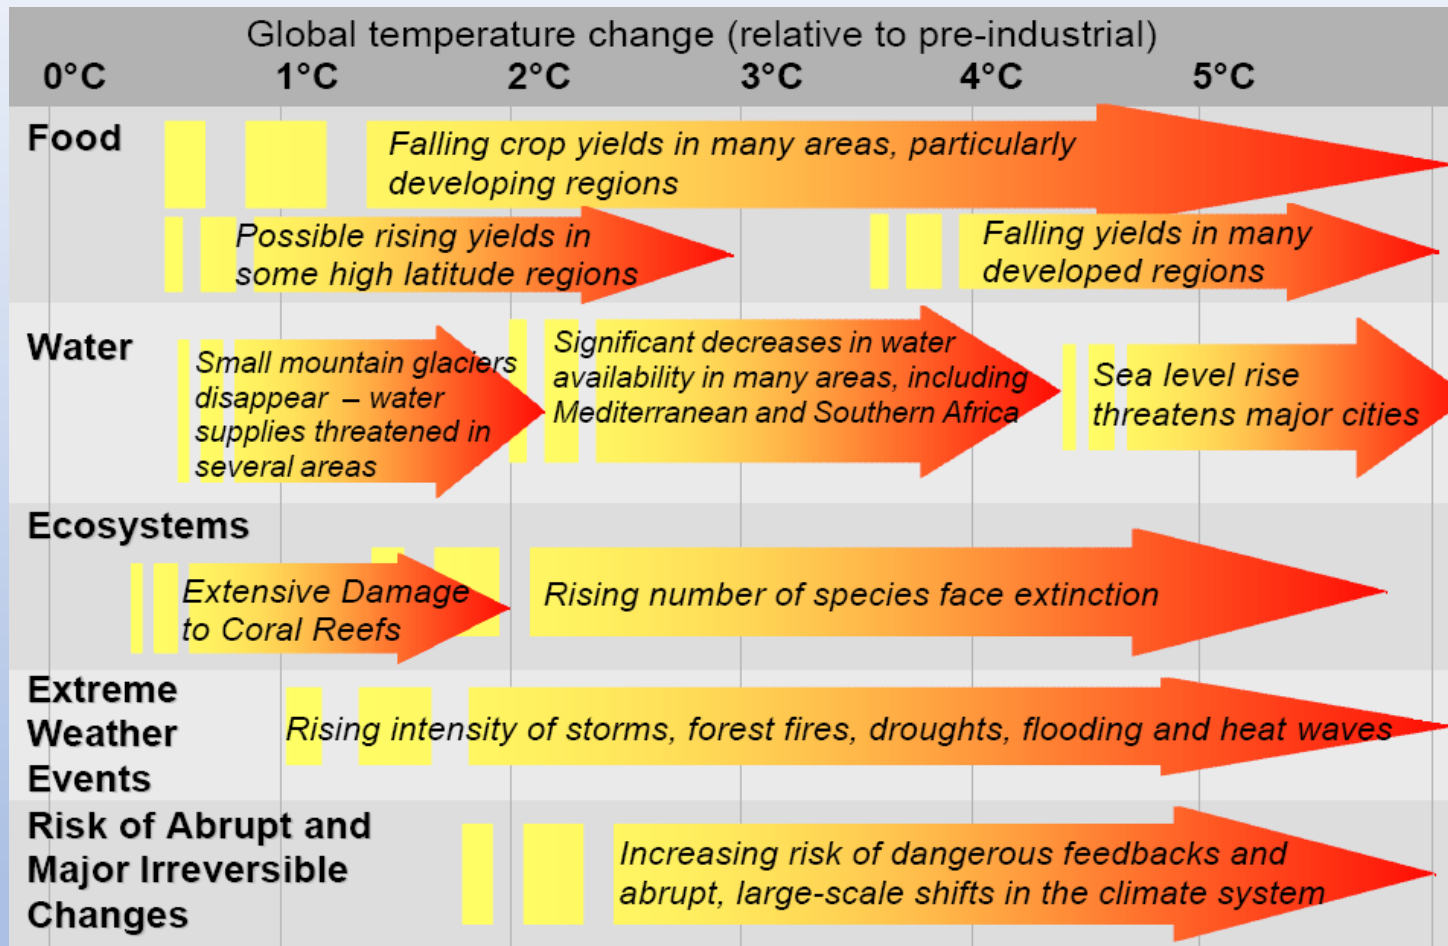 Global temperature change (relative to pre-industrial)
0°C 1°C 2°C 3°C 4°C 5°C
Food
Falling crop yields in many areas, particularly
developing regions
Possible rising yields in
some high latitude regions
Falling yields in many
developed regions
Water
Small mountain glaciers
disappear – water
supplies threatened in
several areas
Significant decreases in water
availability in many areas, including
Mediterranean and Southern Africa
Sea level rise
threatens major cities
Ecosystems
Extensive Damage
to Coral Reefs
Rising number of species face extinction
Extreme
Weather
Events
Rising intensity of storms, forest fires, droughts, flooding and heat waves
Risk of Abrupt and
Major Irreversible
Changes
Increasing risk of dangerous feedbacks and
abrupt, large-scale shifts in the climate system